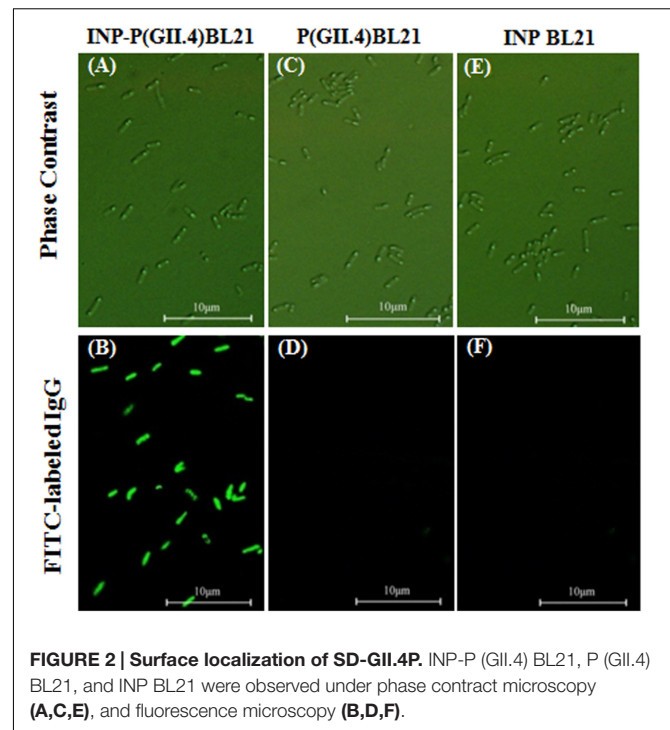 INP-P(GII.4)BL21 P(GII.4)BL21 INP BL21
Phase Contrast
(A) (C) (E)
10μm 10μm 10μm
FITC-labeled IgG
(B) (D) (F)
10μm 10μm 10μm
FIGURE 2 | Surface localization of SD-GII.4P. INP-P (GII.4) BL21, P (GII.4)
BL21, and INP BL21 were observed under phase contract microscopy
(A,C,E), and fluorescence microscopy (B,D,F).